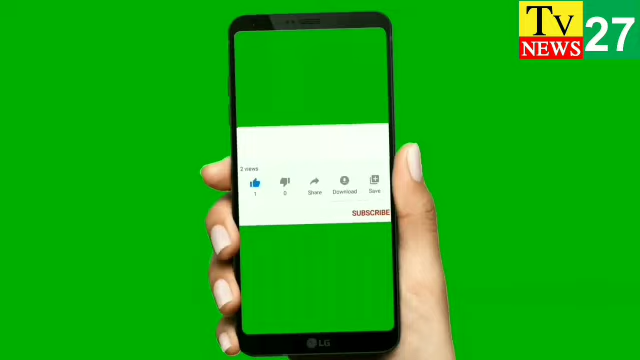 Tv
NEWS
27
2 views
1
0
Share
Download
Save
SUBSCRIBE
LG